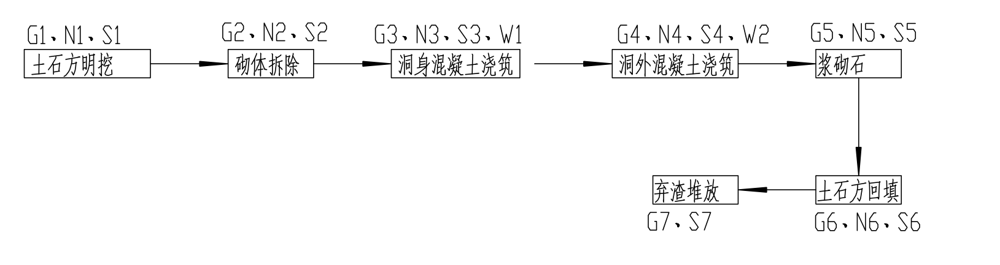 G1、N1、S1
土石方明挖
G2、N2、S2
砌体拆除
G3、N3、S3、W1
洞身混凝土浇筑
G4、N4、S4、W2
洞外混凝土浇筑
G5、N5、S5
浆砌石
土石方回填
G6、N6、S6
弃渣堆放
G7、S7